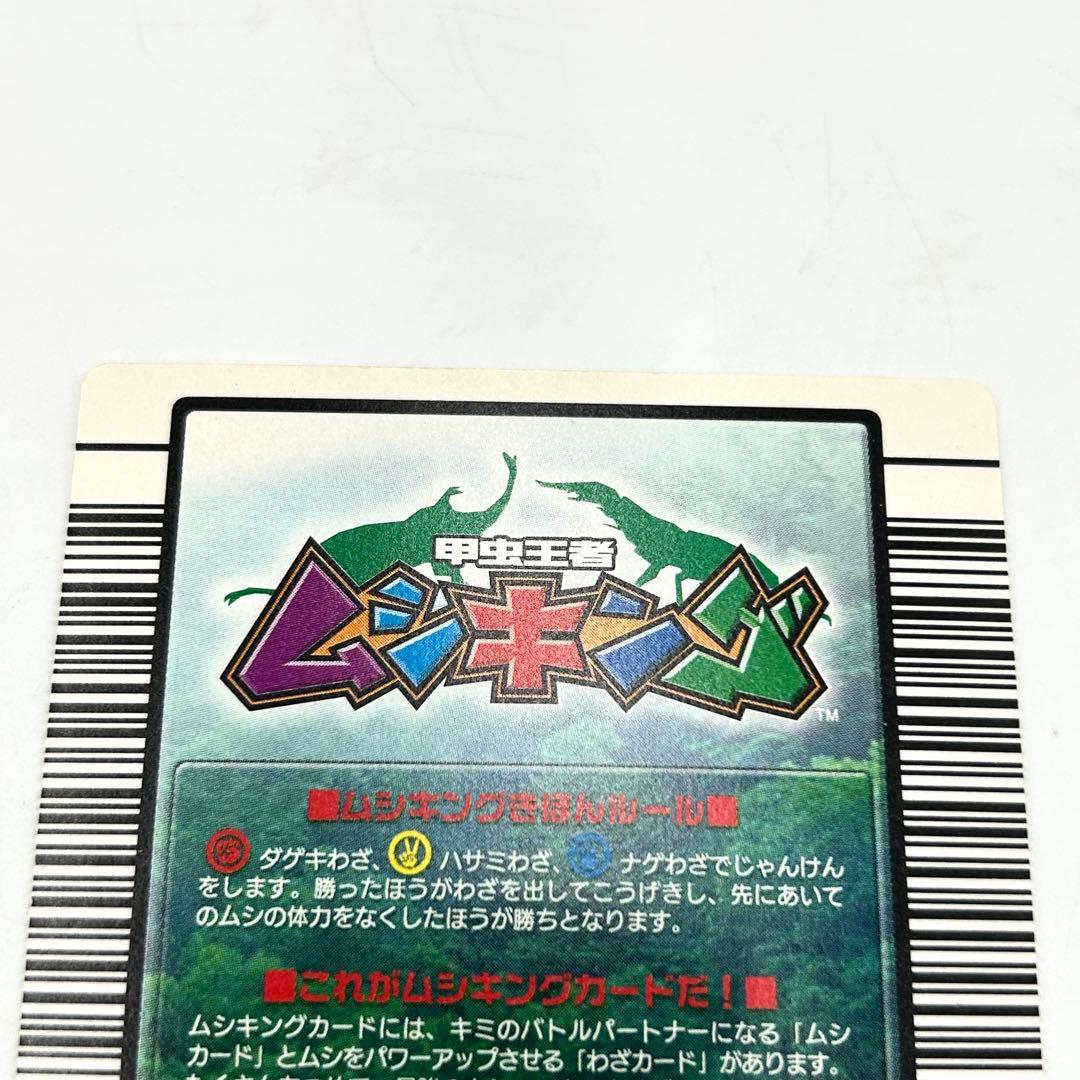 甲虫王者
ムシキング
TM
■ムシキングきほんルール■
ダゲキわざ、ハサミわざ、ナゲわざでじゃんけん
をします。勝ったほうがわざを出してこうげきし、先にあいて
のムシの体力をなくしたほうが勝ちとなります。
■これがムシキングカードだ！■
ムシキングカードには、キミのバトルパートナーになる「ムシ
カード」とムシをパワーアップさせる「わざカード」があります。